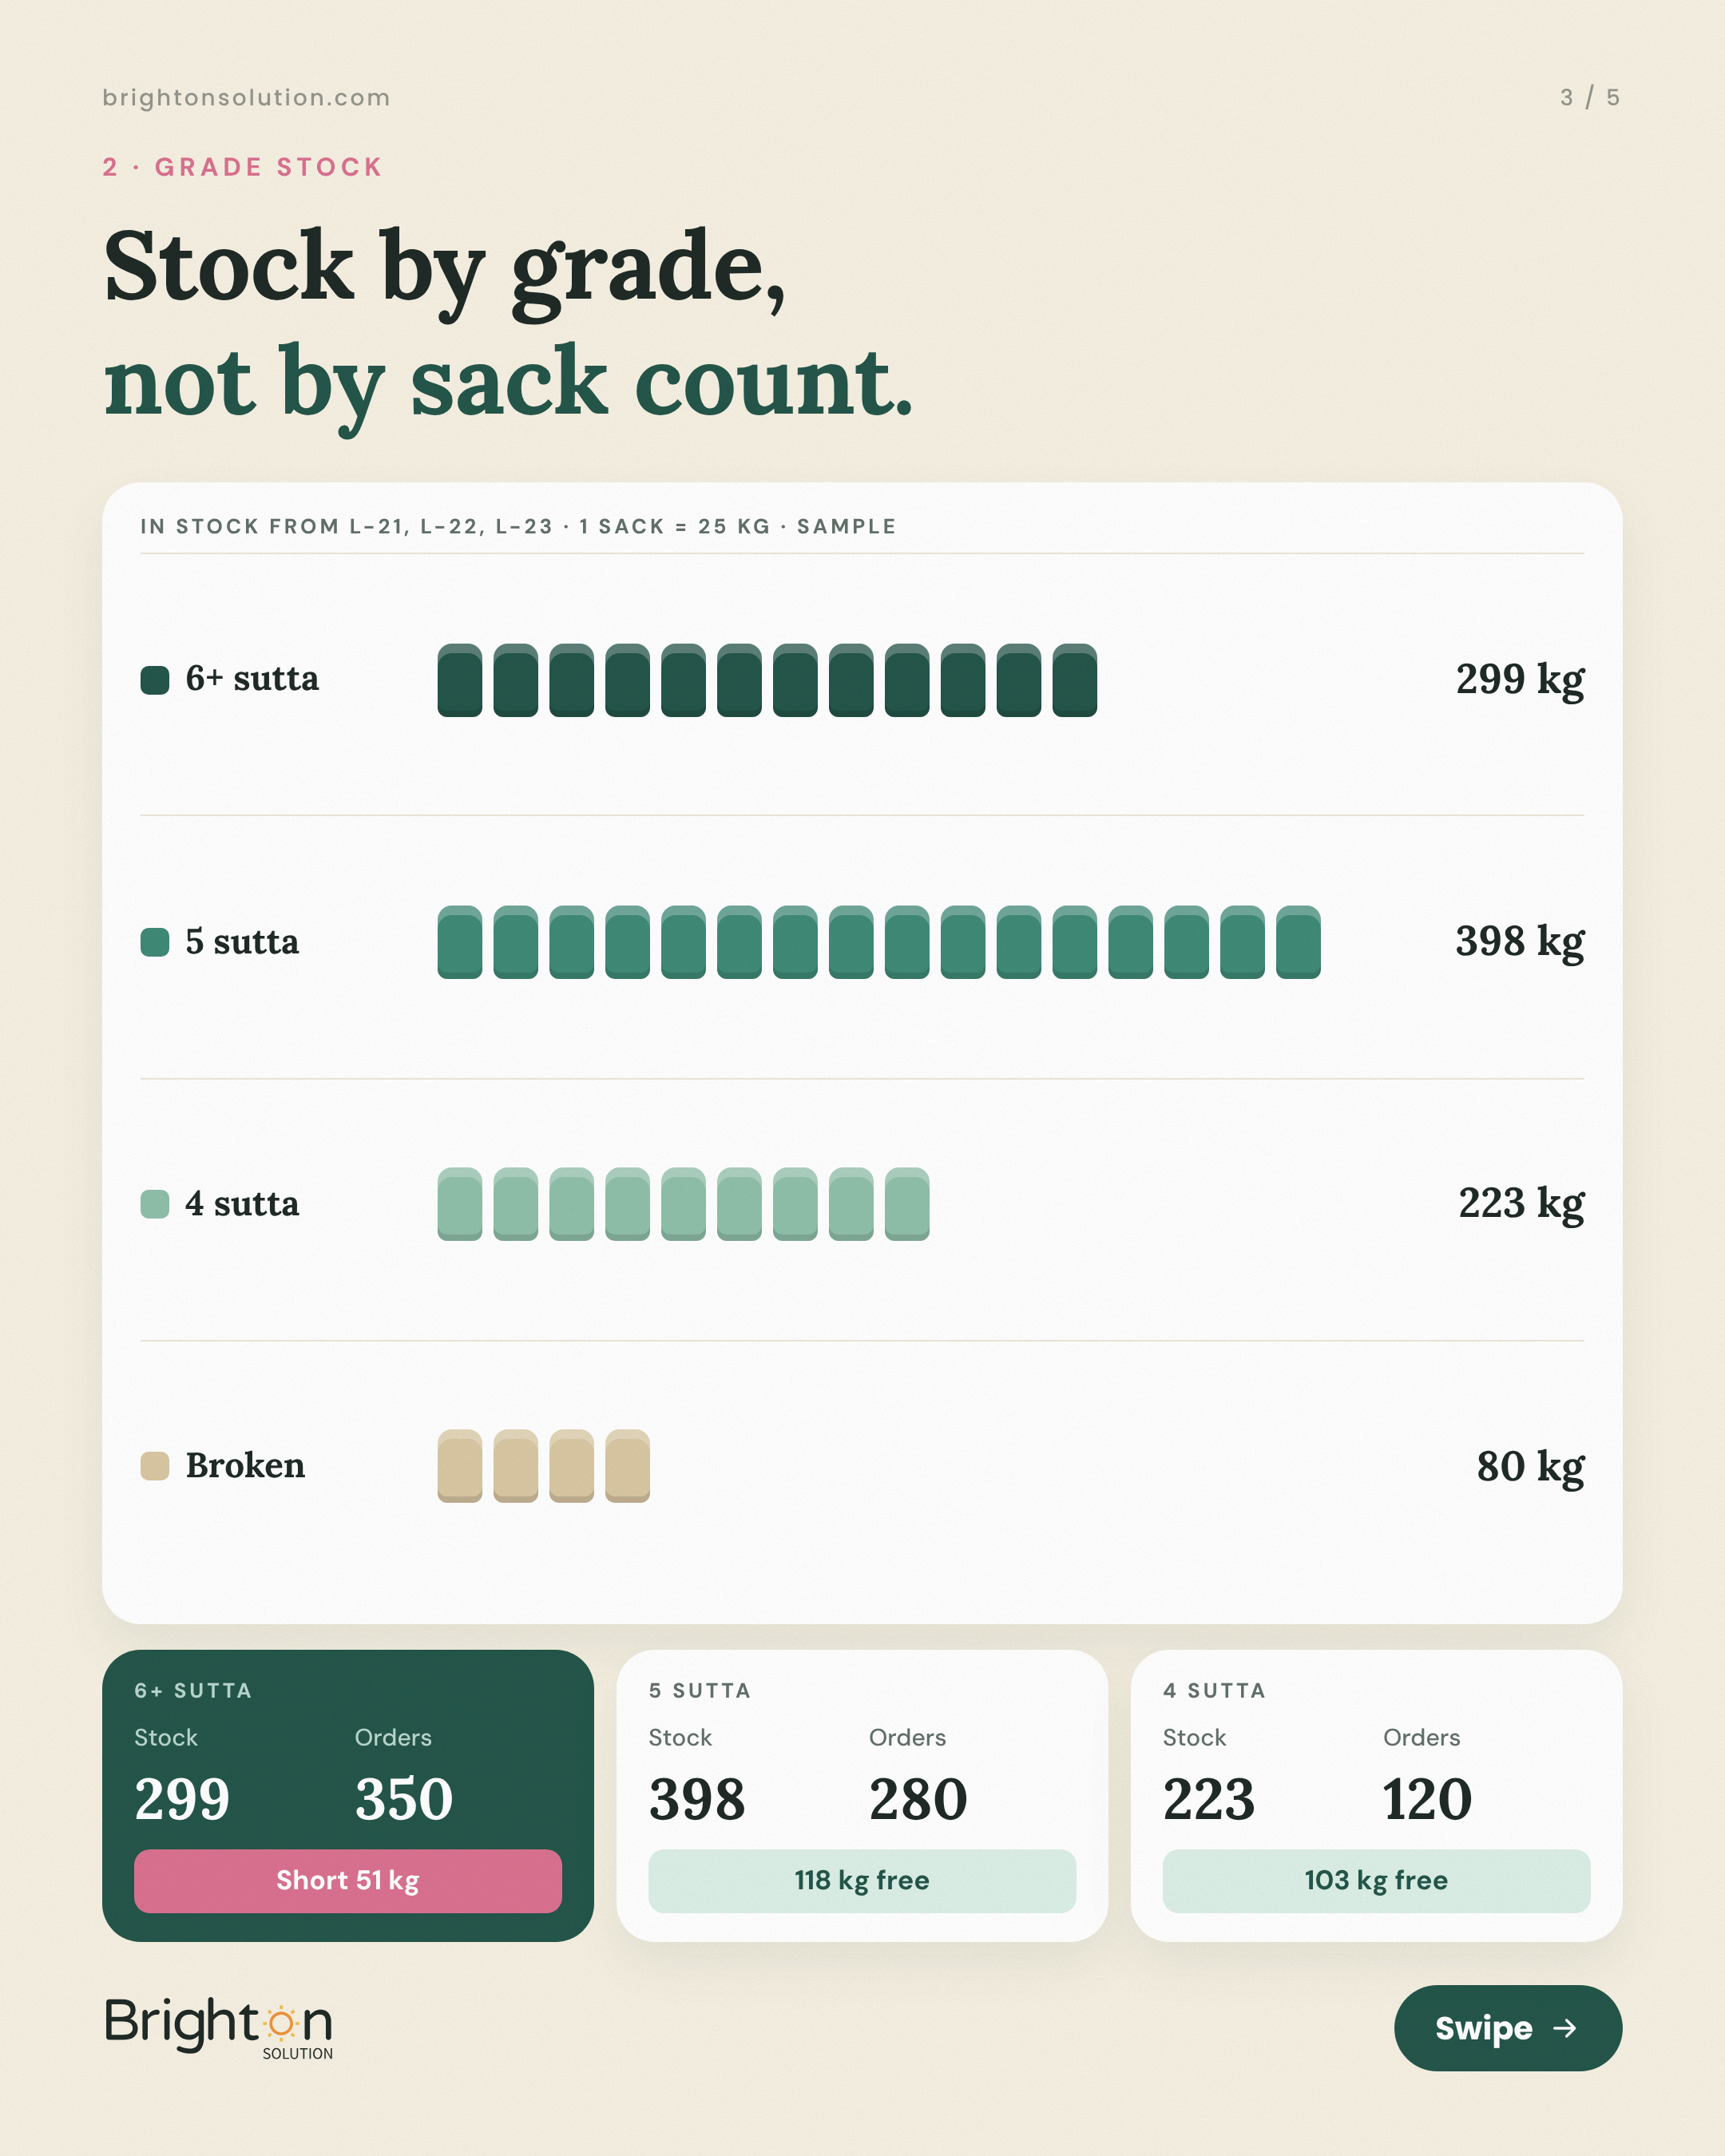 brightonsolution.com
3 / 5
2 · GRADE STOCK
Stock by grade,
not by sack count.
IN STOCK FROM L-21, L-22, L-23 · 1 SACK = 25 KG · SAMPLE
6+ sutta
299 kg
5 sutta
398 kg
4 sutta
223 kg
Broken
80 kg
6+ SUTTA
Stock Orders
299 350
Short 51 kg
5 SUTTA
Stock Orders
398 280
118 kg free
4 SUTTA
Stock Orders
223 120
103 kg free
Brighton
SOLUTION
Swipe →